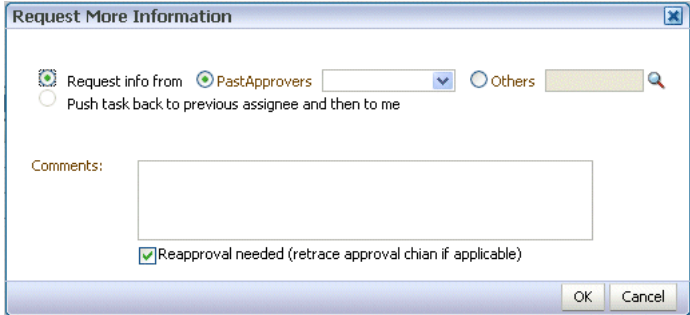 Request More Information
Request info from PastApprovers Others
Push task back to previous assignee and then to me
Comments:
Reapproval needed (retrace approval chian if applicable)
OK Cancel